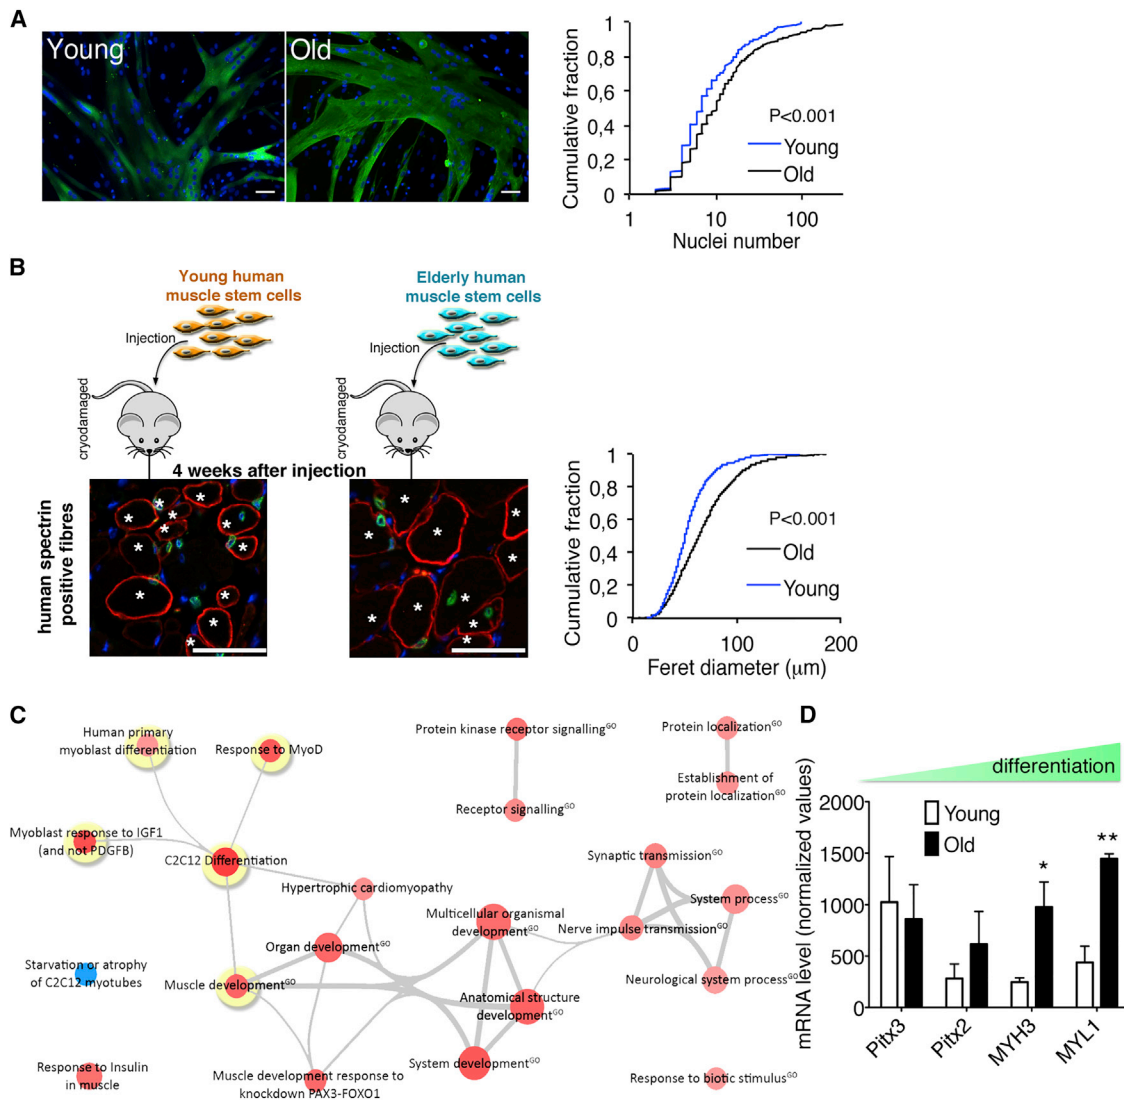 A
Young
Old
Cumulative fraction
1
0,8
0,6
0,4
0,2
0
P<0.001
Young
Old
1
10
100
Nuclei number
B
Young human
muscle stem cells
Elderly human
muscle stem cells
Injection
Injection
cryodamaged
cryodamaged
4 weeks after injection
human spectrin
positive fibres
* * * * * * * * * * * *
* * * * * * * * * *
Cumulative fraction
1
0,8
0,6
0,4
0,2
0
P<0.001
Old
Young
0
100
200
Feret diameter (μm)
C
Human primary
myoblast differentiation
Response to MyoD
Protein kinase receptor signalling^GO
Protein localization^GO
Establishment of
protein localization^GO
Receptor signalling^GO
Myoblast response to IGF1
(and not PDGFB)
C2C12 Differentiation
Hypertrophic cardiomyopathy
Synaptic transmission^GO
System process^GO
Multicellular organismal
development^GO
Nerve impulse transmission^GO
Organ development^GO
Starvation or atrophy
of C2C12 myotubes
Muscle development^GO
Neurological system process^GO
Anatomical structure
development^GO
System development^GO
Response to Insulin
in muscle
Muscle development response to
knockdown PAX3-FOXO1
Response to biotic stimulus^GO
D
differentiation
mRNA level (normalized values)
2000
1500
1000
500
0
Young
Old
*
**
Pitx3
Pitx2
MYH3
MYL1